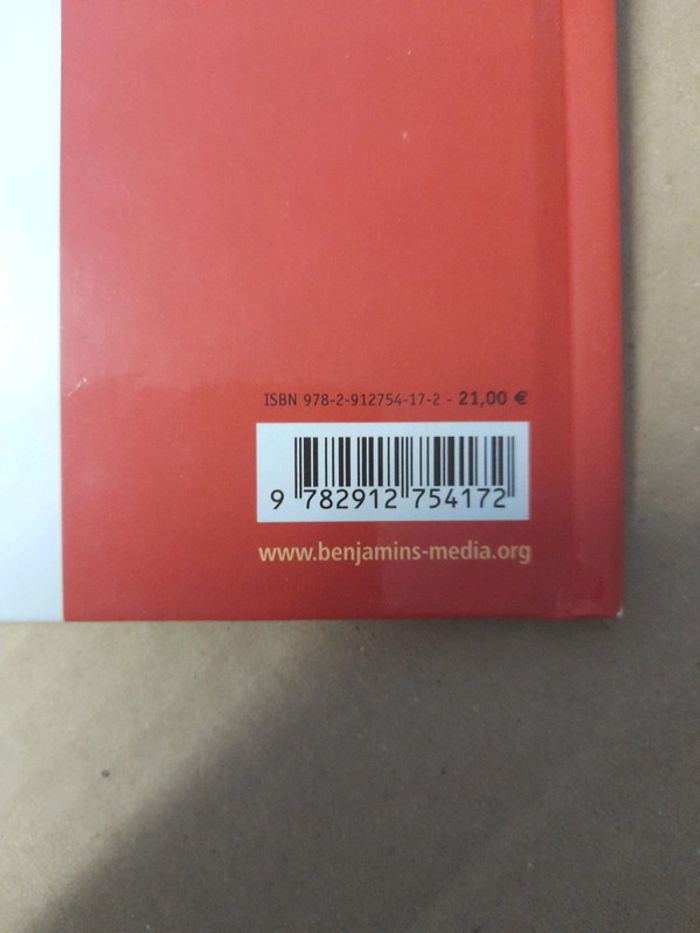 ISBN 978-2-912754-17-2 - 21,00 €
9 782912 754172
www.benjamins-media.org